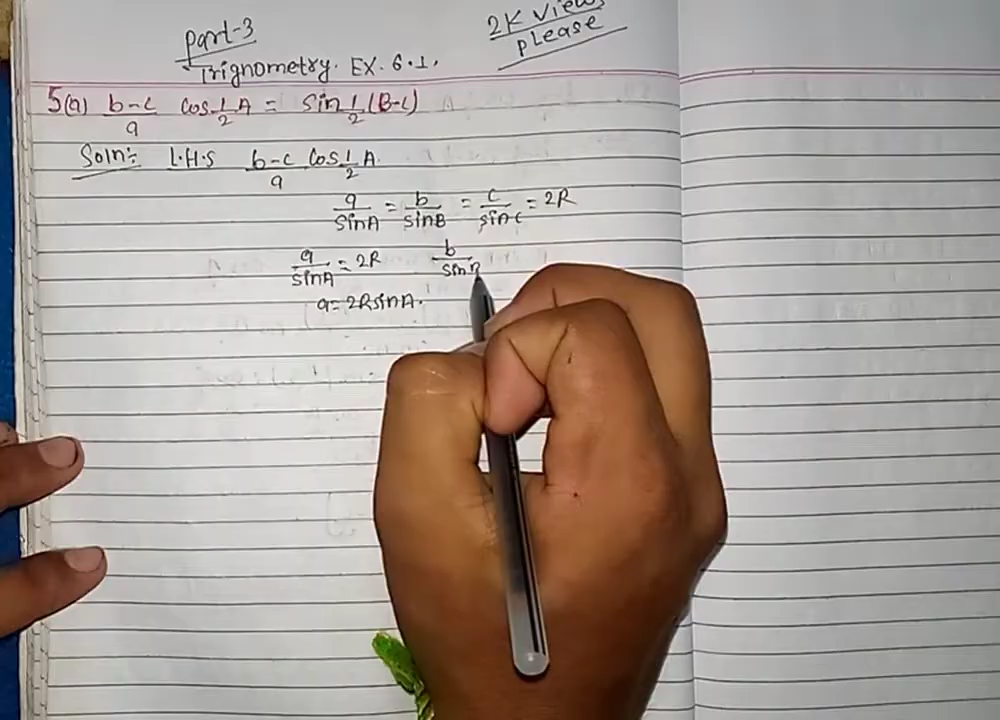 Part-3
2K views
please
Trignometry. EX. 6.1.
5(a) b-c/a cos 1/2 A = sin 1/2 (B-C)
Soln:- L.H.S b-c/a cos 1/2 A.
a/sinA = b/sinB = c/sinC = 2R
a/sinA = 2R b/sin
a = 2RsinA.